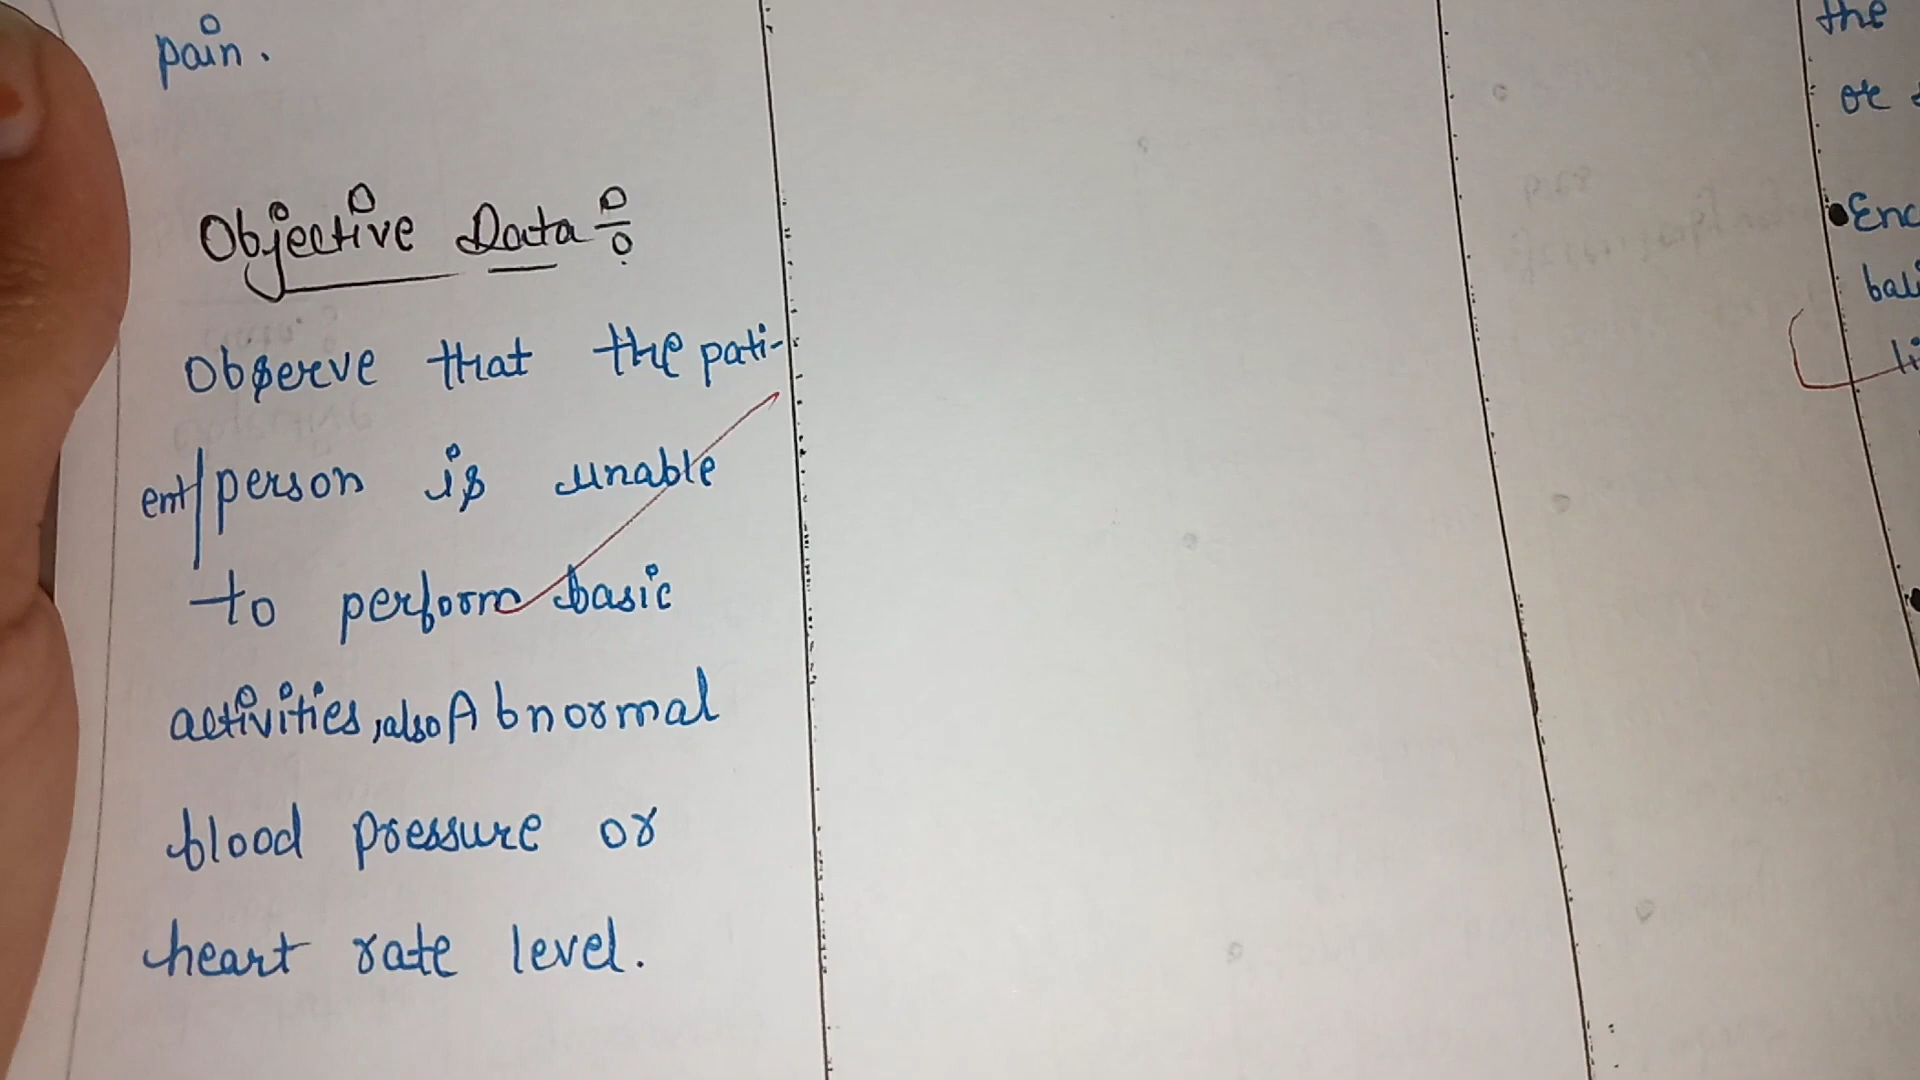 pain.
Objective Data:
Observe that the pati-
ent/person is unable
to perform basic
activities, also Abnormal
blood pressure or
heart rate level.
the
or